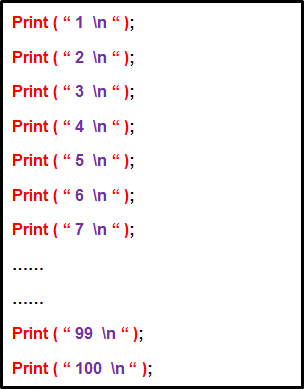 Print ( “ 1  \n “ );
Print ( “ 2  \n “ );
Print ( “ 3  \n “ );
Print ( “ 4  \n “ );
Print ( “ 5  \n “ );
Print ( “ 6  \n “ );
Print ( “ 7  \n “ );
……
……
Print ( “ 99  \n “ );
Print ( “ 100  \n “ );